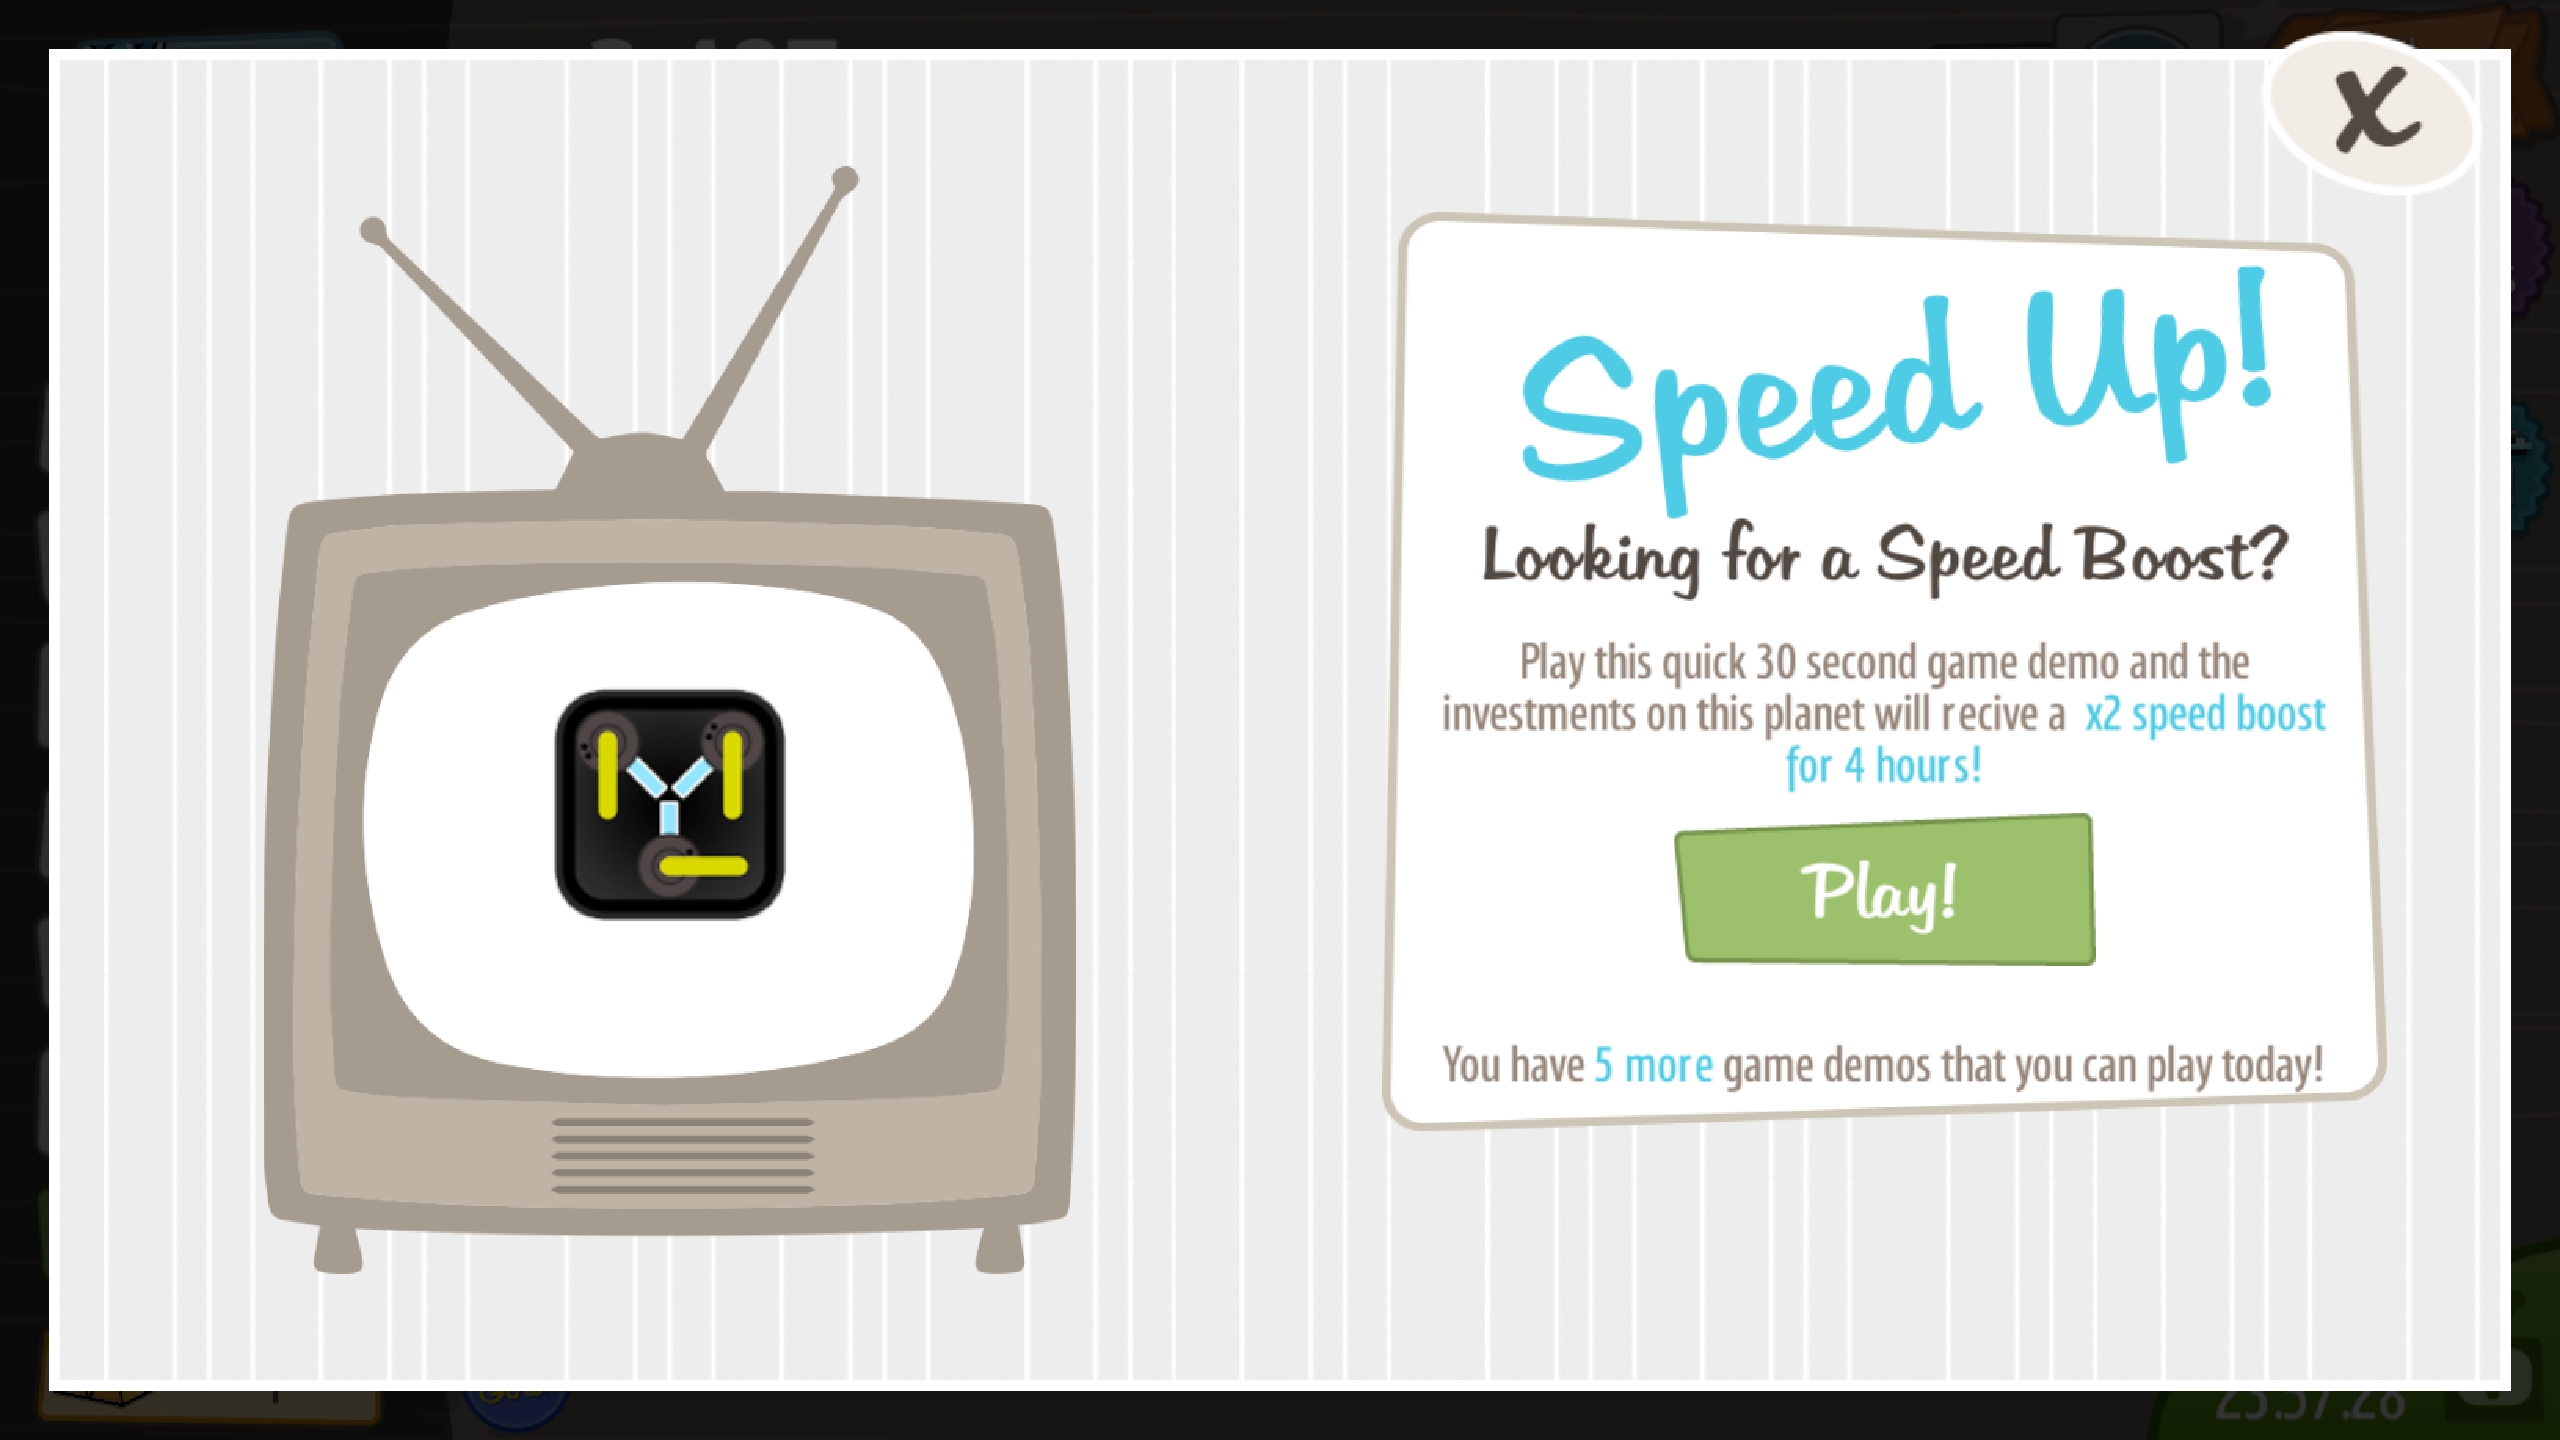 X
Speed Up!
Looking for a Speed Boost?
Play this quick 30 second game demo and the
investments on this planet will recive a x2 speed boost
for 4 hours!
Play!
You have 5 more game demos that you can play today!